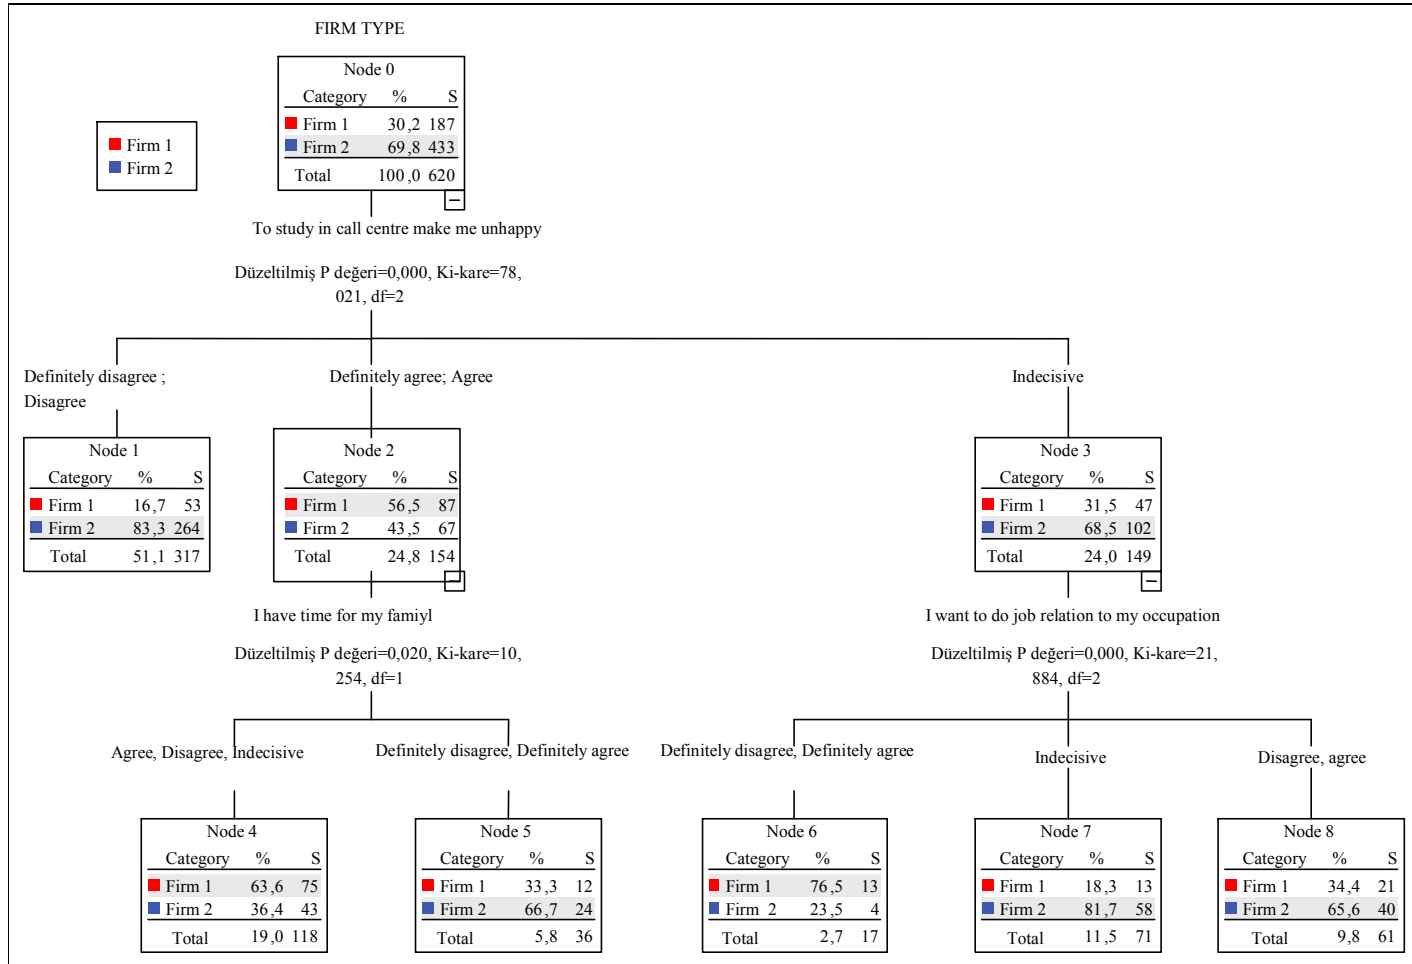 FIRM TYPE
Firm 1
Firm 2
Node 0
Category % S
Firm 1 30 ,2 187
Firm 2 69 ,8 433
Total 100 ,0 620
To study in call centre make me unhappy
Düzeltilmiş P değeri=0,000, Ki-kare=78,
021, df=2
Definitely disagree ;
Disagree
Definitely agree; Agree
Indecisive
Node 1
Category % S
Firm 1 16 ,7 53
Firm 2 83 ,3 264
Total 51 ,1 317
Node 2
Category % S
Firm 1 56 ,5 87
Firm 2 43 ,5 67
Total 24 ,8 154
Node 3
Category % S
Firm 1 31 ,5 47
Firm 2 68 ,5 102
Total 24 ,0 149
I have time for my famiyl
Düzeltilmiş P değeri=0,020, Ki-kare=10,
254, df=1
I want to do job relation to my occupation
Düzeltilmiş P değeri=0,000, Ki-kare=21,
884, df=2
Agree, Disagree, Indecisive
Definitely disagree, Definitely agree
Definitely disagree, Definitely agree
Indecisive
Disagree, agree
Node 4
Category % S
Firm 1 63 ,6 75
Firm 2 36 ,4 43
Total 19 ,0 118
Node 5
Category % S
Firm 1 33 ,3 12
Firm 2 66 ,7 24
Total 5 ,8 36
Node 6
Category % S
Firm 1 76 ,5 13
Firm 2 23 ,5 4
Total 2 ,7 17
Node 7
Category % S
Firm 1 18 ,3 13
Firm 2 81 ,7 58
Total 11 ,5 71
Node 8
Category % S
Firm 1 34 ,4 21
Firm 2 65 ,6 40
Total 9 ,8 61